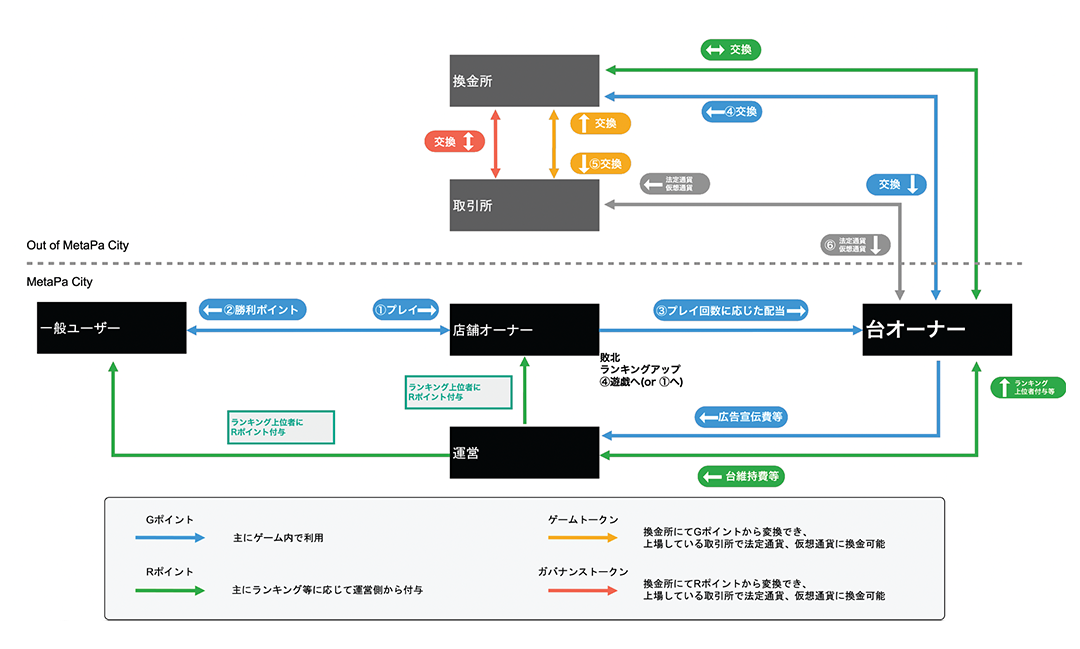 交換
換金所
④交換
交換
交換
⑤交換
法定通貨
仮想通貨
交換
取引所
⑥
法定通貨
仮想通貨
Out of MetaPa City
MetaPa City
一般ユーザー
②勝利ポイント
①プレイ
店舗オーナー
③プレイ回数に応じた配当
台オーナー
敗北
ランキングアップ
④遊戯へ(or ①へ)
ランキング上位者に
Rポイント付与
ランキング
上位者付与等
ランキング上位者に
Rポイント付与
広告宣伝費等
運営
台維持費等
Gポイント
主にゲーム内で利用
ゲームトークン
換金所にてGポイントから変換でき、
上場している取引所で法定通貨、仮想通貨に換金可能
Rポイント
主にランキング等に応じて運営側から付与
ガバナンストークン
換金所にてRポイントから変換でき、
上場している取引所で法定通貨、仮想通貨に換金可能